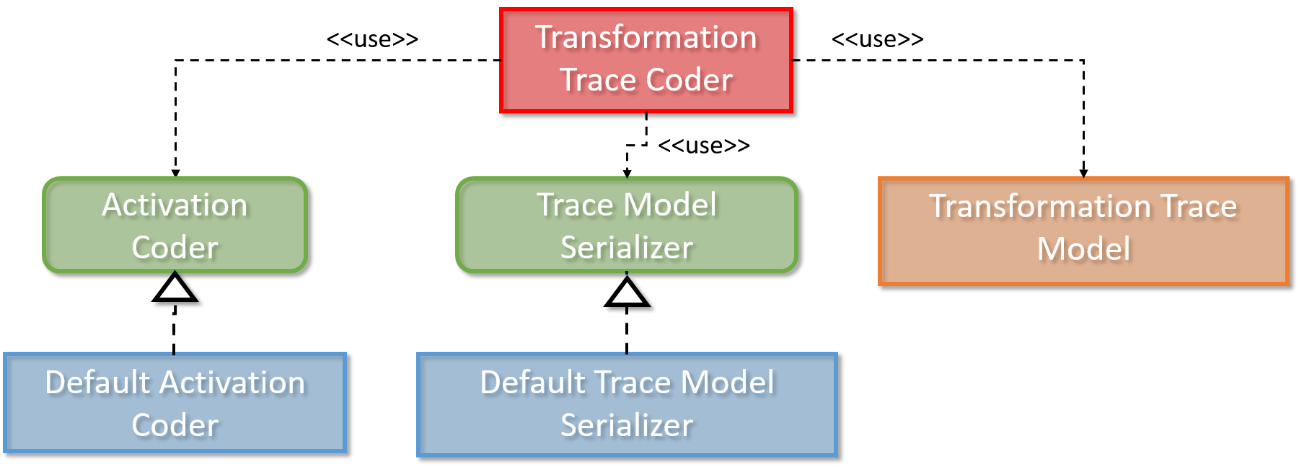 Transformation
Trace Coder
<<use>>
<<use>>
<<use>>
Activation
Coder
Trace Model
Serializer
Transformation Trace
Model
Default Activation
Coder
Default Trace Model
Serializer